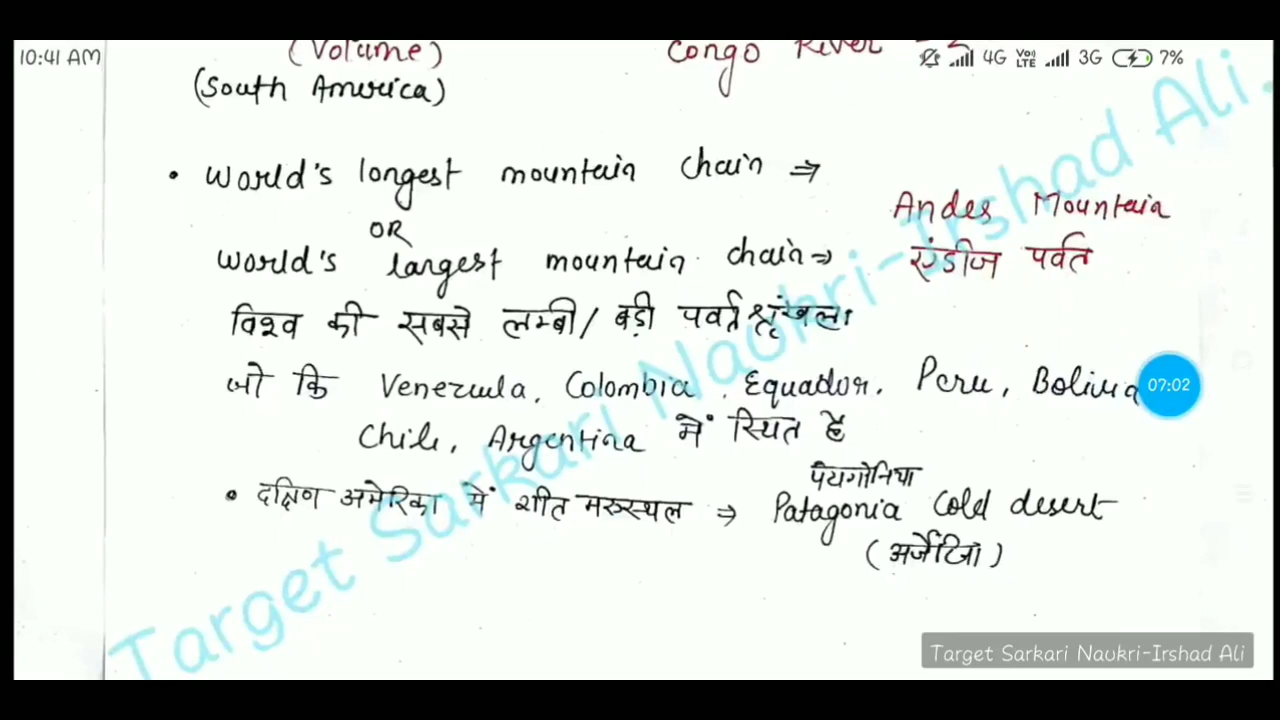 10:41 AM
4G VoLTE 3G 7%
(Volume) Congo River
(South America)
• World's longest mountain chain ⇒
Andes Mountain
OR
World's largest mountain chain ⇒ एंडीज पर्वत
विश्व की सबसे लम्बी/ बड़ी पर्वत श्रृंखला
जो कि Venezula, Colombia, Equador, Peru, Bolivia
07:02
Chile, Argentina में स्थित है
पेयगोनिया
• दक्षिण अमेरिका में शीत मरुस्थल ⇒ Patagonia Cold desert
(अर्जेंटिना)
Target Sarkari Naukri-Irshad Ali.
Target Sarkari Naukri-Irshad Ali